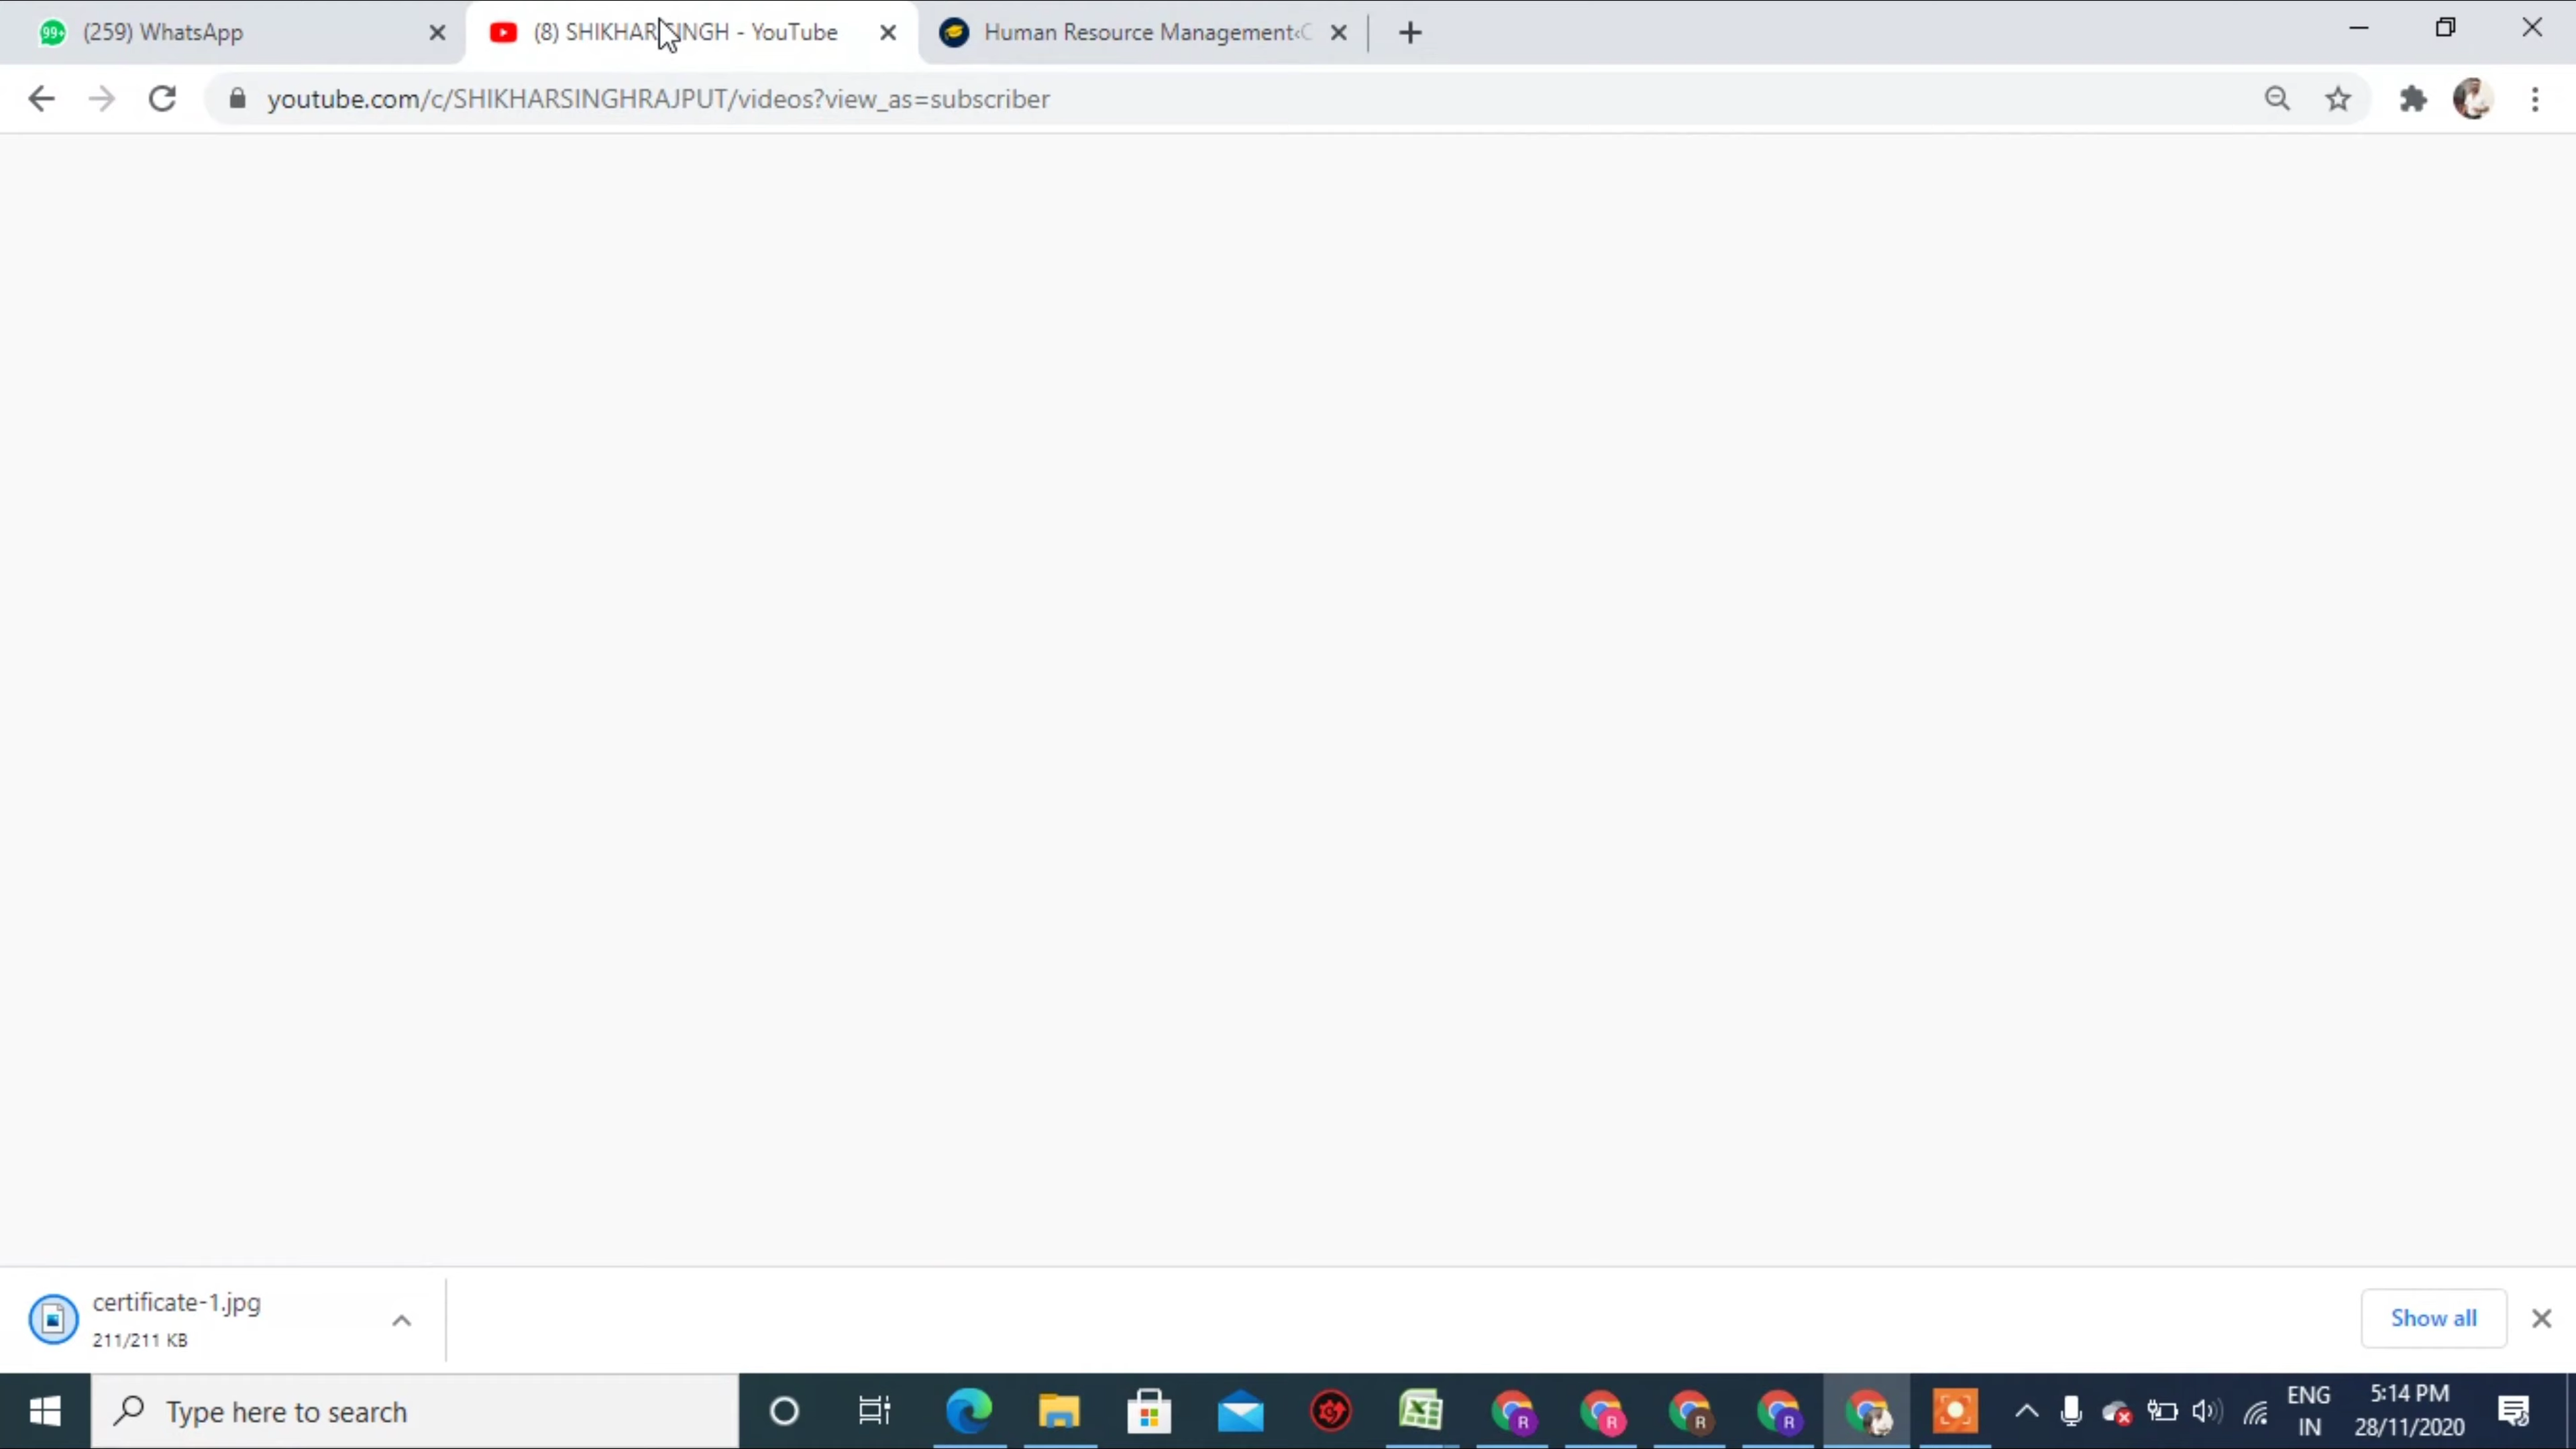 99+ (259) WhatsApp
(8) SHIKHAR SINGH - YouTube
Human Resource Management‹C
youtube.com/c/SHIKHARSINGHRAJPUT/videos?view_as=subscriber
certificate-1.jpg
211/211 KB
Show all
Type here to search
R
R
R
R
ENG
IN
5:14 PM
28/11/2020